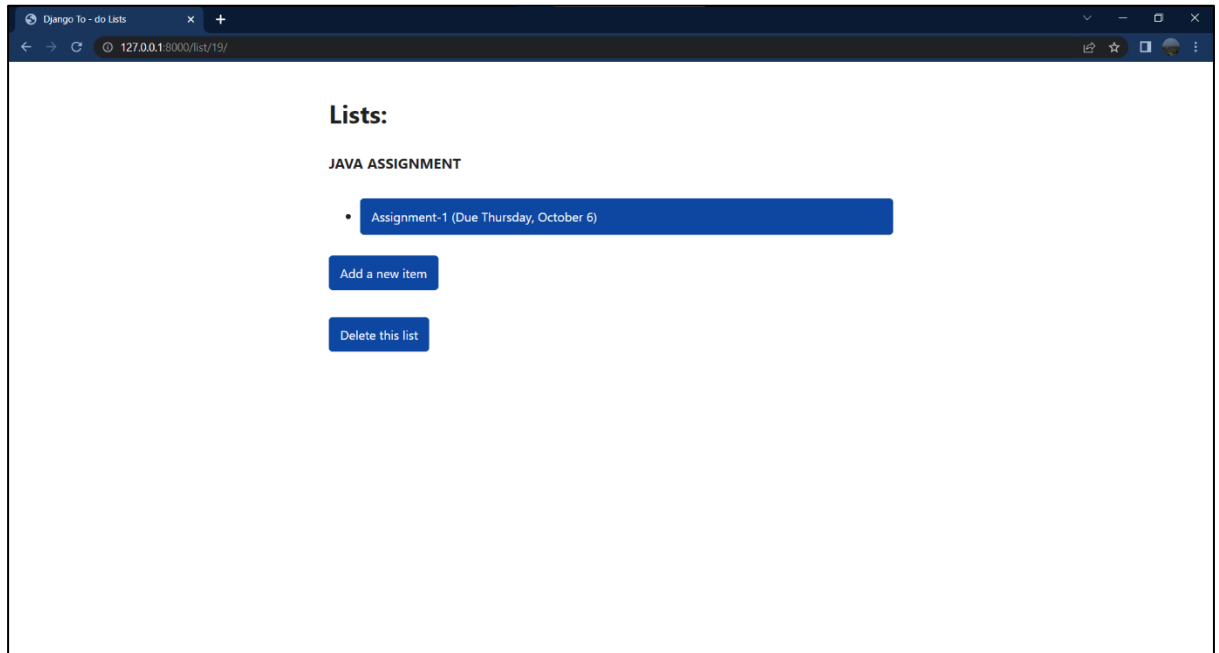 Django To - do Lists
127.0.0.1:8000/list/19/
Lists:
JAVA ASSIGNMENT
Assignment-1 (Due Thursday, October 6)
Add a new item
Delete this list